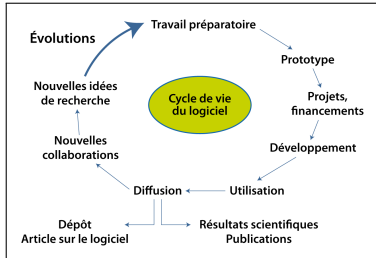 Travail préparatoire
Évolutions
Prototype
Nouvelles idées
de recherche
Cycle de vie
du logiciel
Projets,
financements
Nouvelles
collaborations
Développement
Diffusion
Utilisation
Dépôt
Article sur le logiciel
Résultats scientifiques
Publications